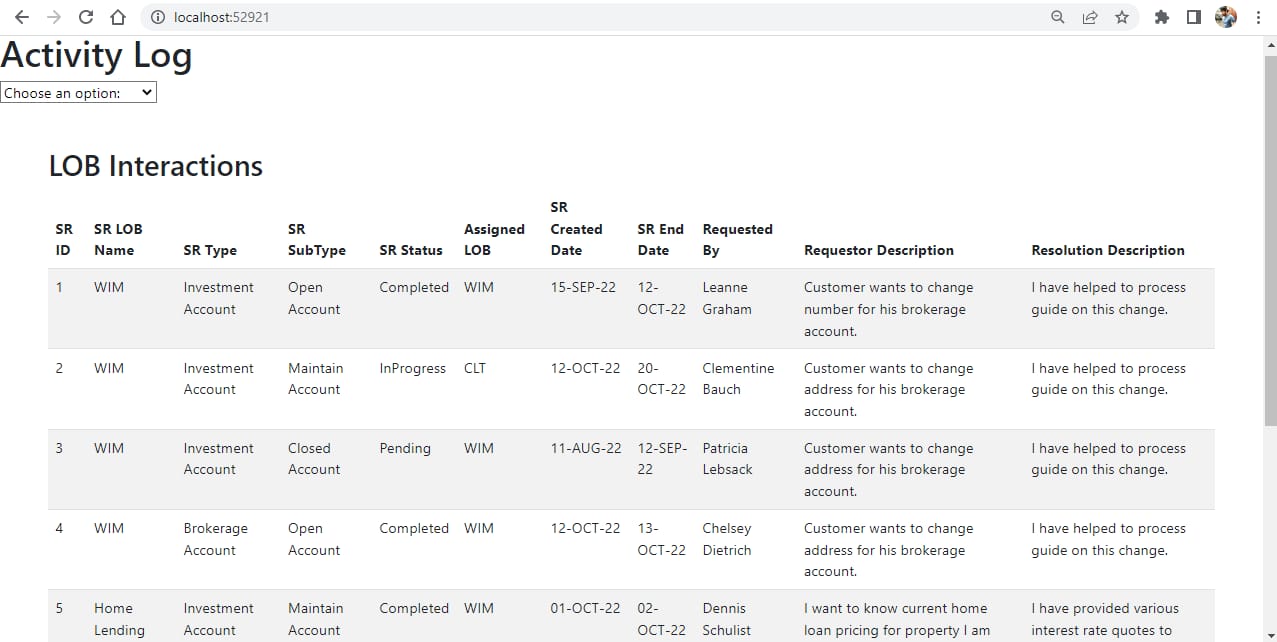 localhost:52921
Activity Log
Choose an option:
LOB Interactions
SR ID SR LOB Name SR Type SR SubType SR Status Assigned LOB SR Created Date SR End Date Requested By Requestor Description Resolution Description
1 WIM Investment Account Open Account Completed WIM 15-SEP-22 12-OCT-22 Leanne Graham Customer wants to change number for his brokerage account. I have helped to process guide on this change.
2 WIM Investment Account Maintain Account InProgress CLT 12-OCT-22 20-OCT-22 Clementine Bauch Customer wants to change address for his brokerage account. I have helped to process guide on this change.
3 WIM Investment Account Closed Account Pending WIM 11-AUG-22 12-SEP-22 Patricia Lebsack Customer wants to change address for his brokerage account. I have helped to process guide on this change.
4 WIM Brokerage Account Open Account Completed WIM 12-OCT-22 13-OCT-22 Chelsey Dietrich Customer wants to change address for his brokerage account. I have helped to process guide on this change.
5 Home Lending Investment Account Maintain Account Completed WIM 01-OCT-22 02-OCT-22 Dennis Schulist I want to know current home loan pricing for property I am I have provided various interest rate quotes to